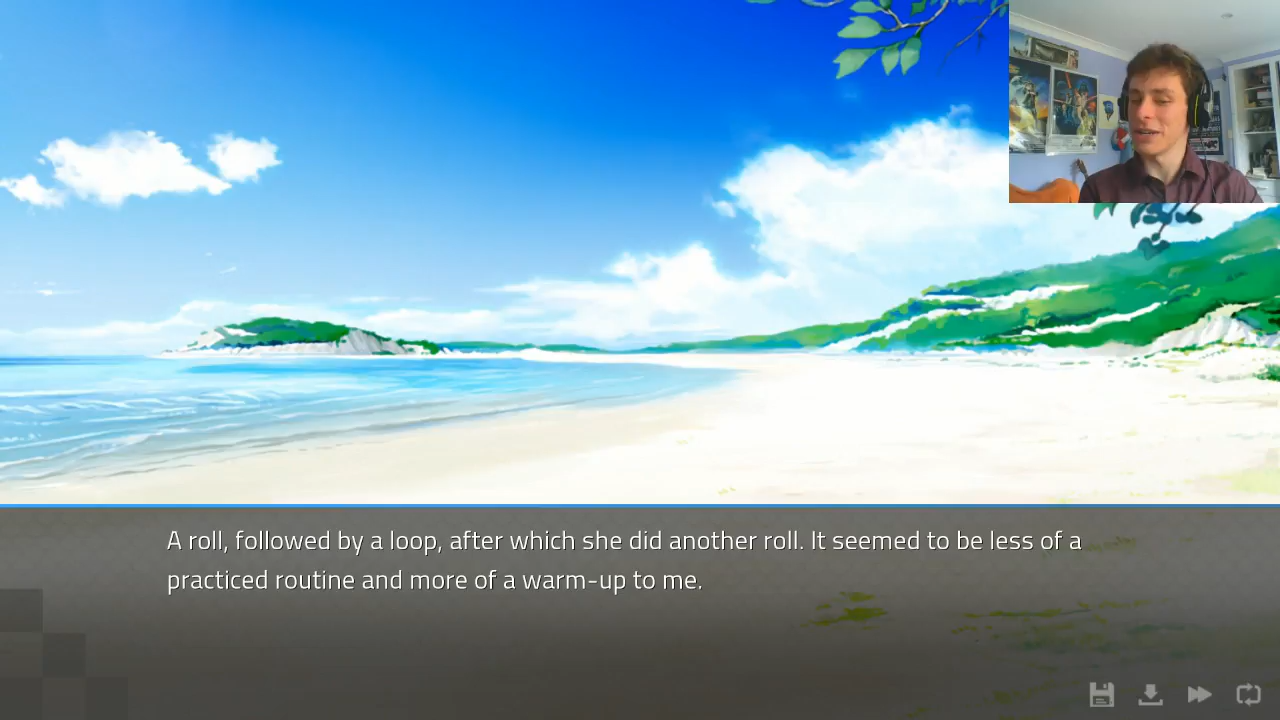 A roll, followed by a loop, after which she did another roll. It seemed to be less of a
practiced routine and more of a warm-up to me.